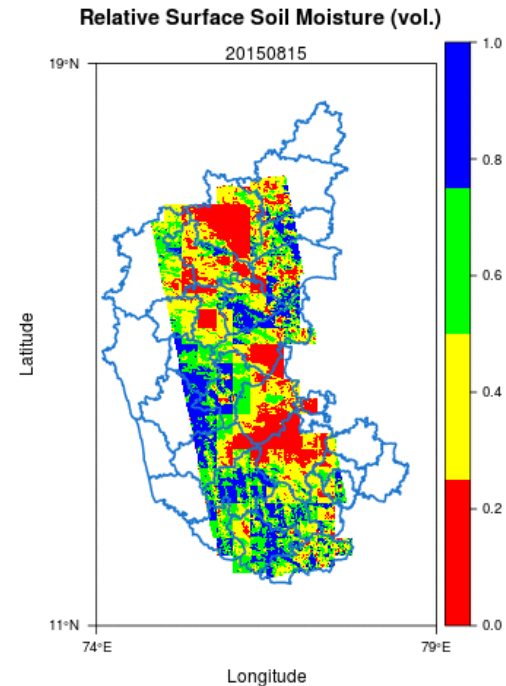 Relative Surface Soil Moisture (vol.)
20150815
19°N
1.0
0.8
0.6
Latitude
0.4
0.2
11°N
0.0
74°E
79°E
Longitude